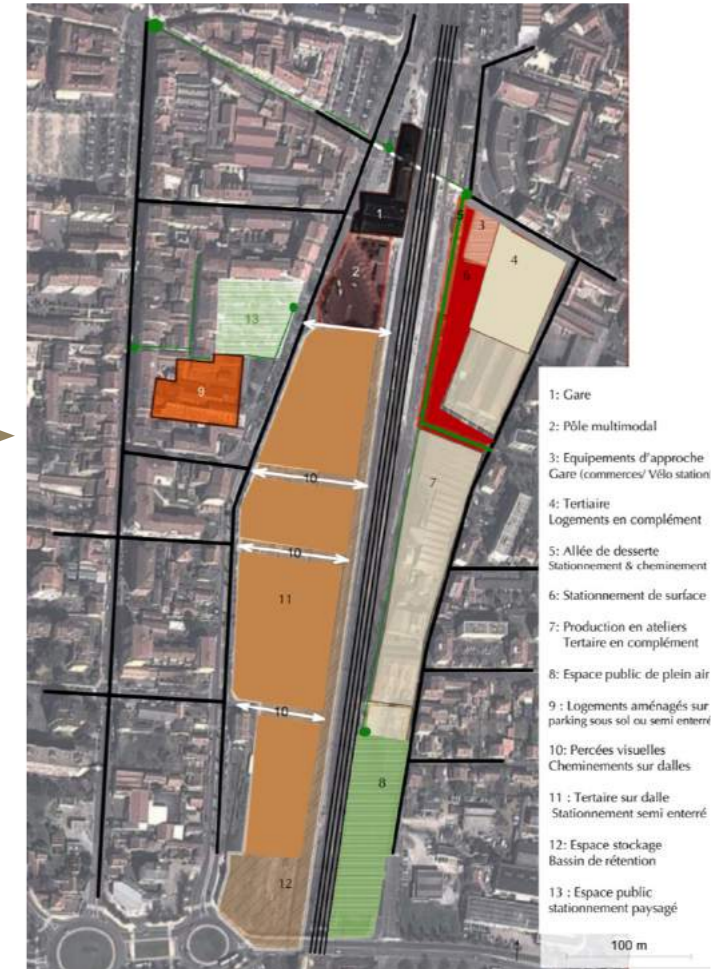 1
2
3
4
5
6
7
8
9
10
10
10
11
12
13
1: Gare
2: Pôle multimodal
3: Equipements d'approche
Gare (commerces/ Vélo station)
4: Tertiaire
Logements en complément
5: Allée de desserte
Stationnement & cheminement
6: Stationnement de surface
7: Production en ateliers
Tertaire en complément
8: Espace public de plein air
9 : Logements aménagés sur
parking sous sol ou semi enterré
10: Percées visuelles
Cheminements sur dalles
11 : Tertaire sur dalle
Stationnement semi enterré
12: Espace stockage
Bassin de rétention
13 : Espace public
stationnement paysagé
100 m